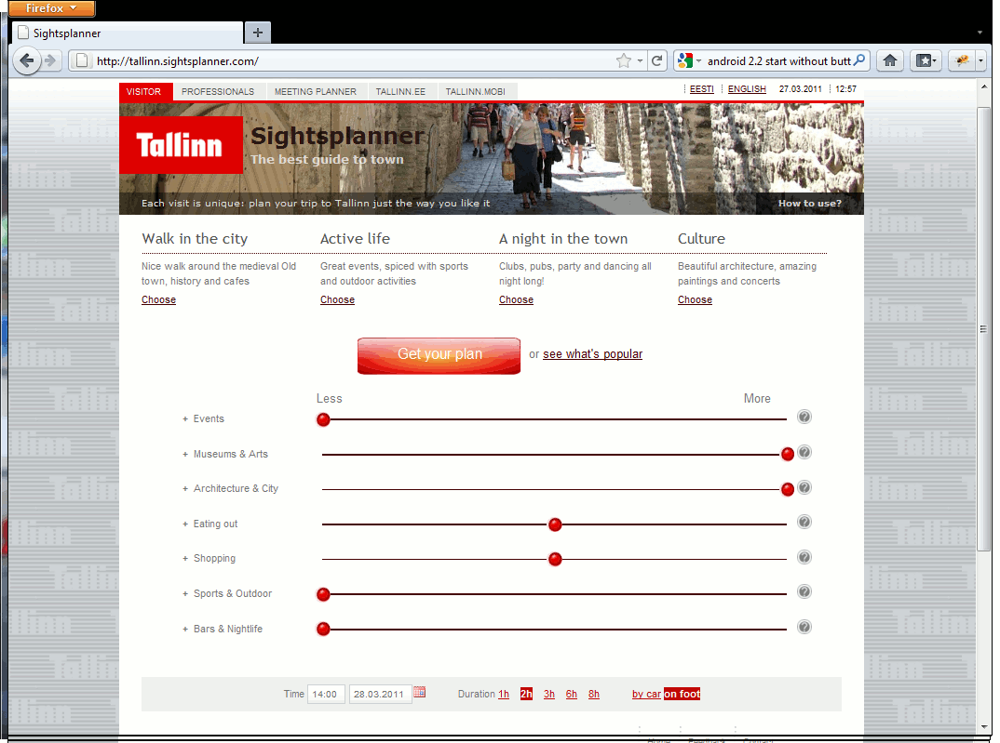 Firefox
Sightsplanner
http://tallinn.sightsplanner.com/
android 2.2 start without butt
VISITOR PROFESSIONALS MEETING PLANNER TALLINN.EE TALLINN.MOBI EESTI ENGLISH 27.03.2011 12:57
Tallinn
Sightsplanner
The best guide to town
Each visit is unique: plan your trip to Tallinn just the way you like it How to use?
Walk in the city
Nice walk around the medieval Old
town, history and cafes
Choose
Active life
Great events, spiced with sports
and outdoor activities
Choose
A night in the town
Clubs, pubs, party and dancing all
night long!
Choose
Culture
Beautiful architecture, amazing
paintings and concerts
Choose
Get your plan or see what's popular
Less More
+ Events ?
+ Museums & Arts ?
+ Architecture & City ?
+ Eating out ?
+ Shopping ?
+ Sports & Outdoor ?
+ Bars & Nightlife ?
Time 14:00 28.03.2011 Duration 1h 2h 3h 6h 8h by car on foot
Home Feedback Contact